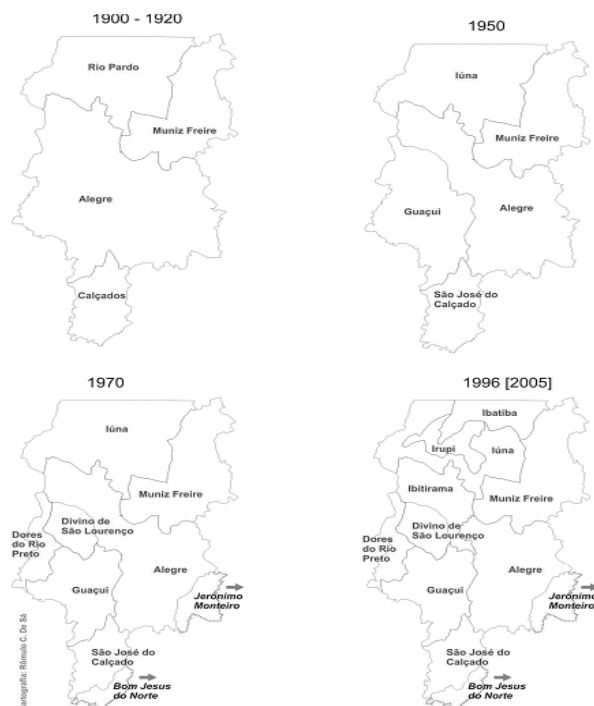 1900 - 1920
Rio Pardo
Muniz Freire
Alegre
Calçados
1950
Iúna
Muniz Freire
Guaçui
Alegre
São José do
Calçado
1970
Iúna
Muniz Freire
Divino de
São Lourenço
Dores
do Rio
Preto
Guaçui
Alegre
Jerônimo
Monteiro
São José do
Calçado
Bom Jesus
do Norte
artografia: Rômulo C. De Sá
1996 [2005]
Ibatiba
Irupi
Iúna
Ibitirama
Muniz Freire
Divino de
São Lourenço
Dores
do Rio
Preto
Guaçui
Alegre
Jerônimo
Monteiro
São José do
Calçado
Bom Jesus
do Norte